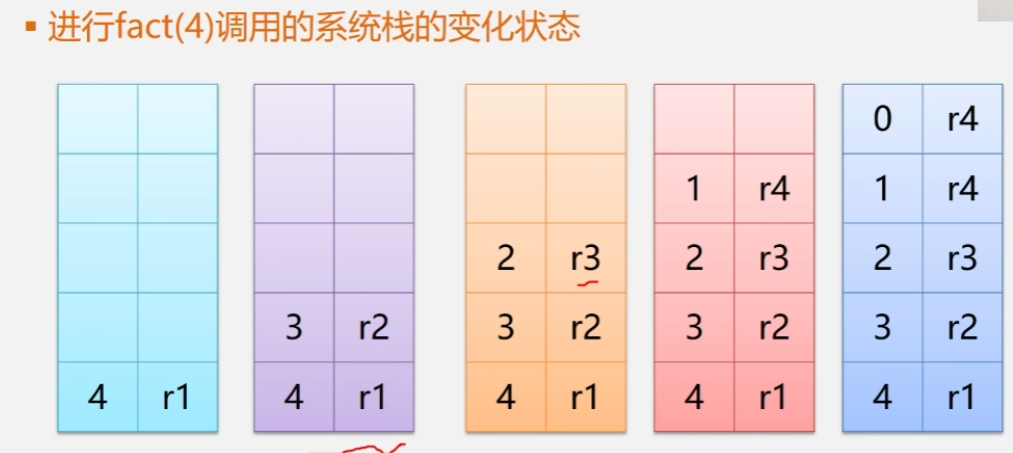 ▪ 进行fact(4)调用的系统栈的变化状态
0 r4
1 r4 1 r4
2 r3 2 r3 2 r3
3 r2 3 r2 3 r2 3 r2
4 r1 4 r1 4 r1 4 r1 4 r1